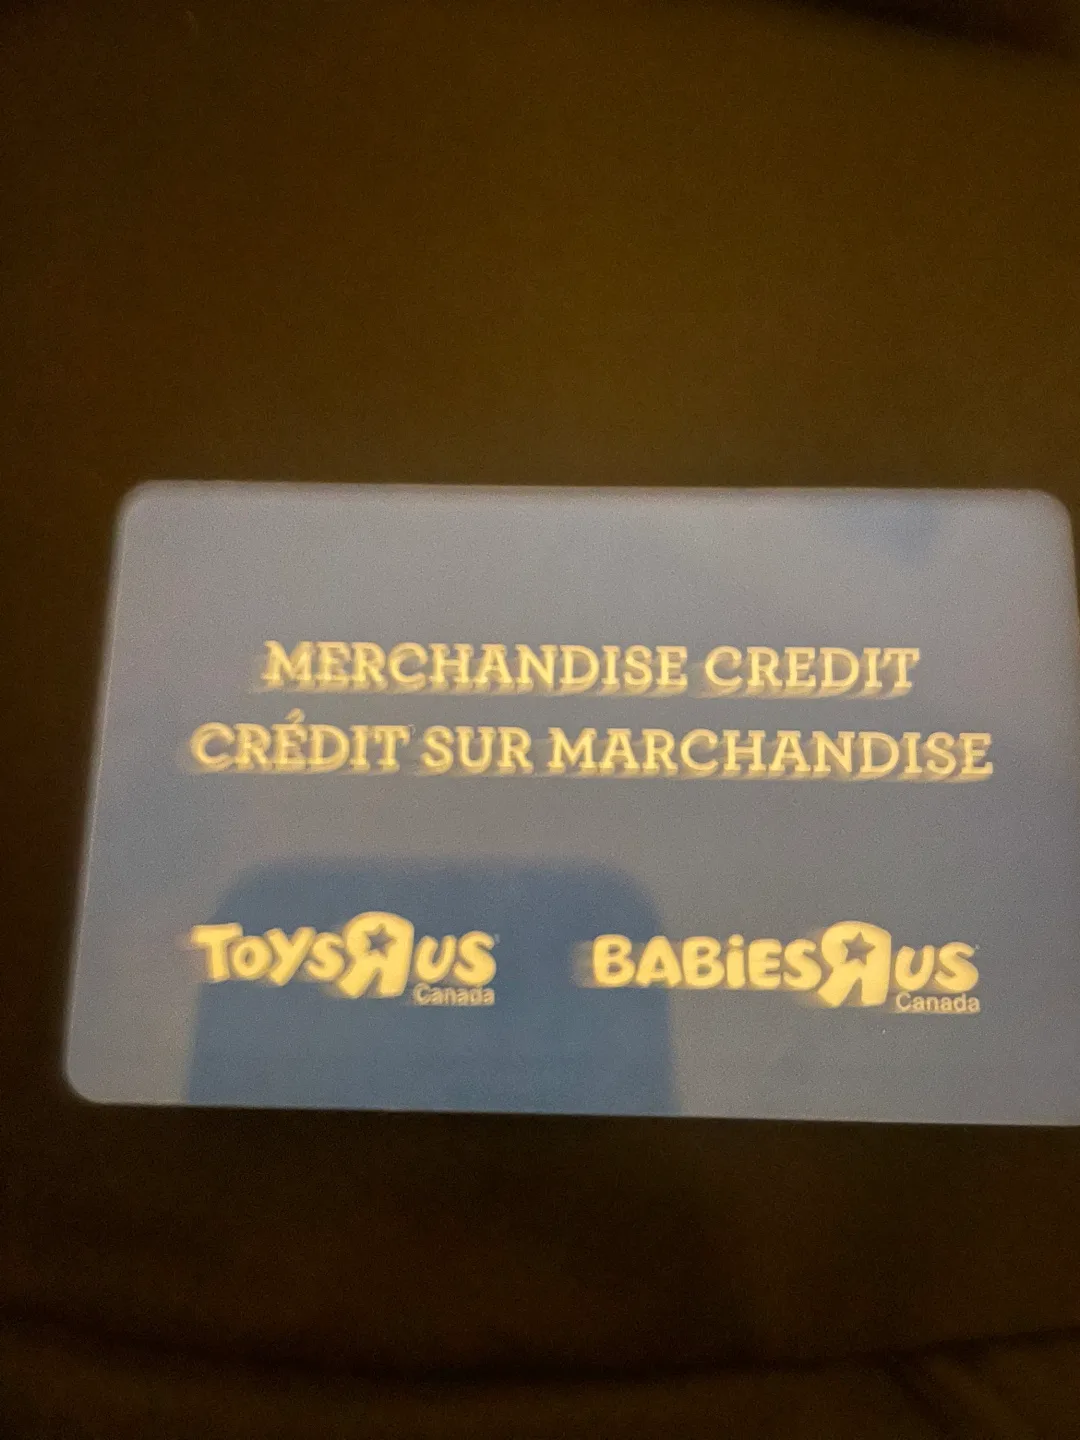 MERCHANDISE CREDIT
CRÉDIT SUR MARCHANDISE
TOYSRUS BABIESRUS
Canada Canada